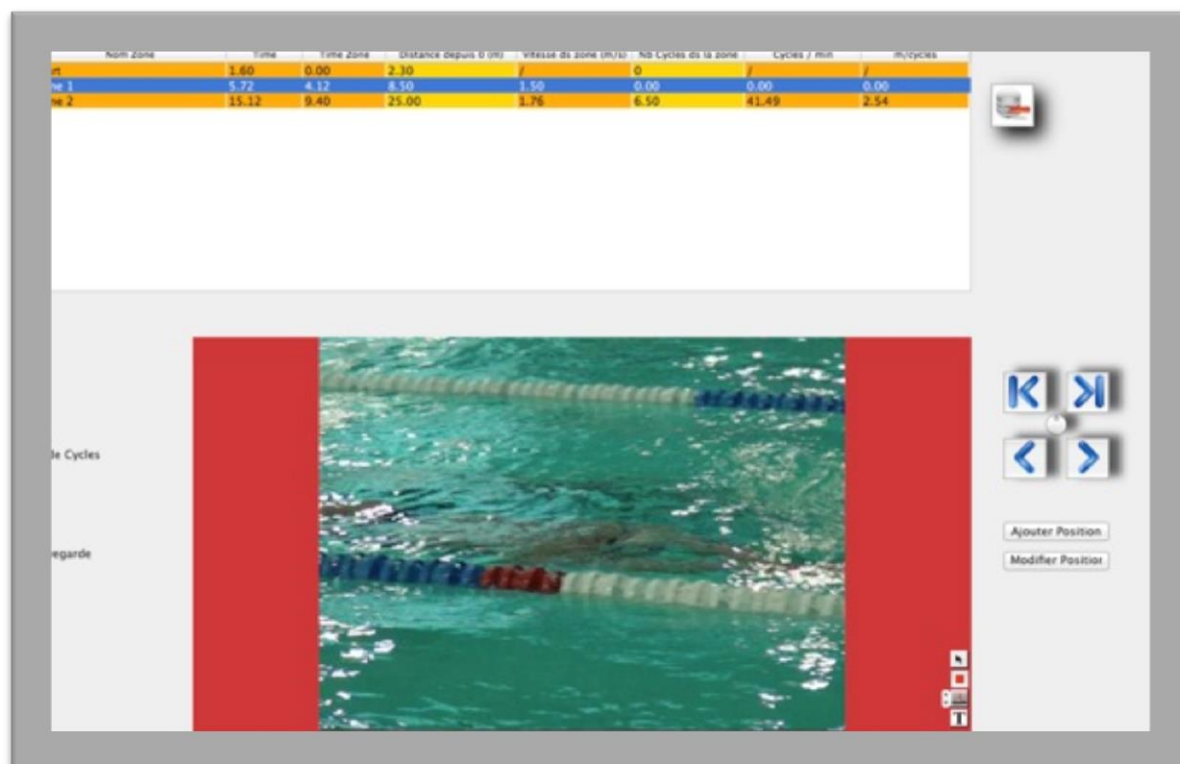 Nom Zone Time Time Zone Distance depuis 0 (m) Vitesse ds zone (m/s) Nb Cycles ds la zone Cycles / min m/cycles
rt 1.60 0.00 2.30 / 0 / /
ne 1 5.72 4.12 8.50 1.50 0.00 0.00 0.00
ne 2 15.12 9.40 25.00 1.76 6.50 41.49 2.54
de Cycles
vegarde
Ajouter Position
Modifier Position
T